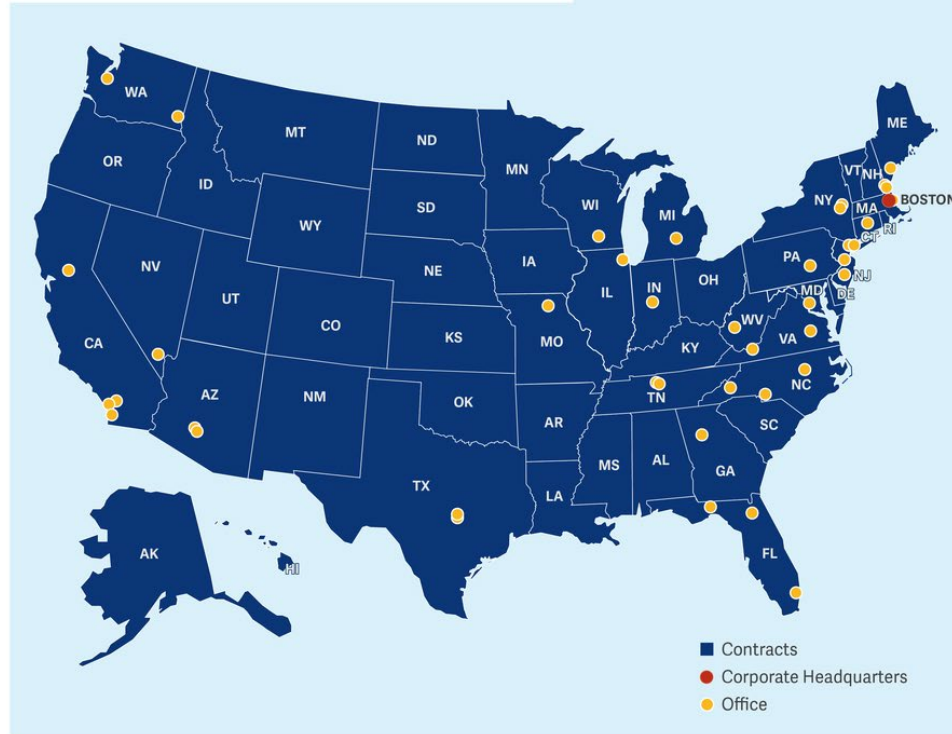 WA
MT
ND
MN
ME
OR
ID
SD
WI
MI
VT
NH
NY
MA
BOSTON
WY
CT
RI
NV
NE
IA
PA
NJ
UT
IL
IN
OH
MD
DE
CO
WV
CA
KS
MO
KY
VA
AZ
NM
OK
TN
NC
AR
SC
MS
AL
GA
TX
LA
AK
HI
FL
Contracts
Corporate Headquarters
Office